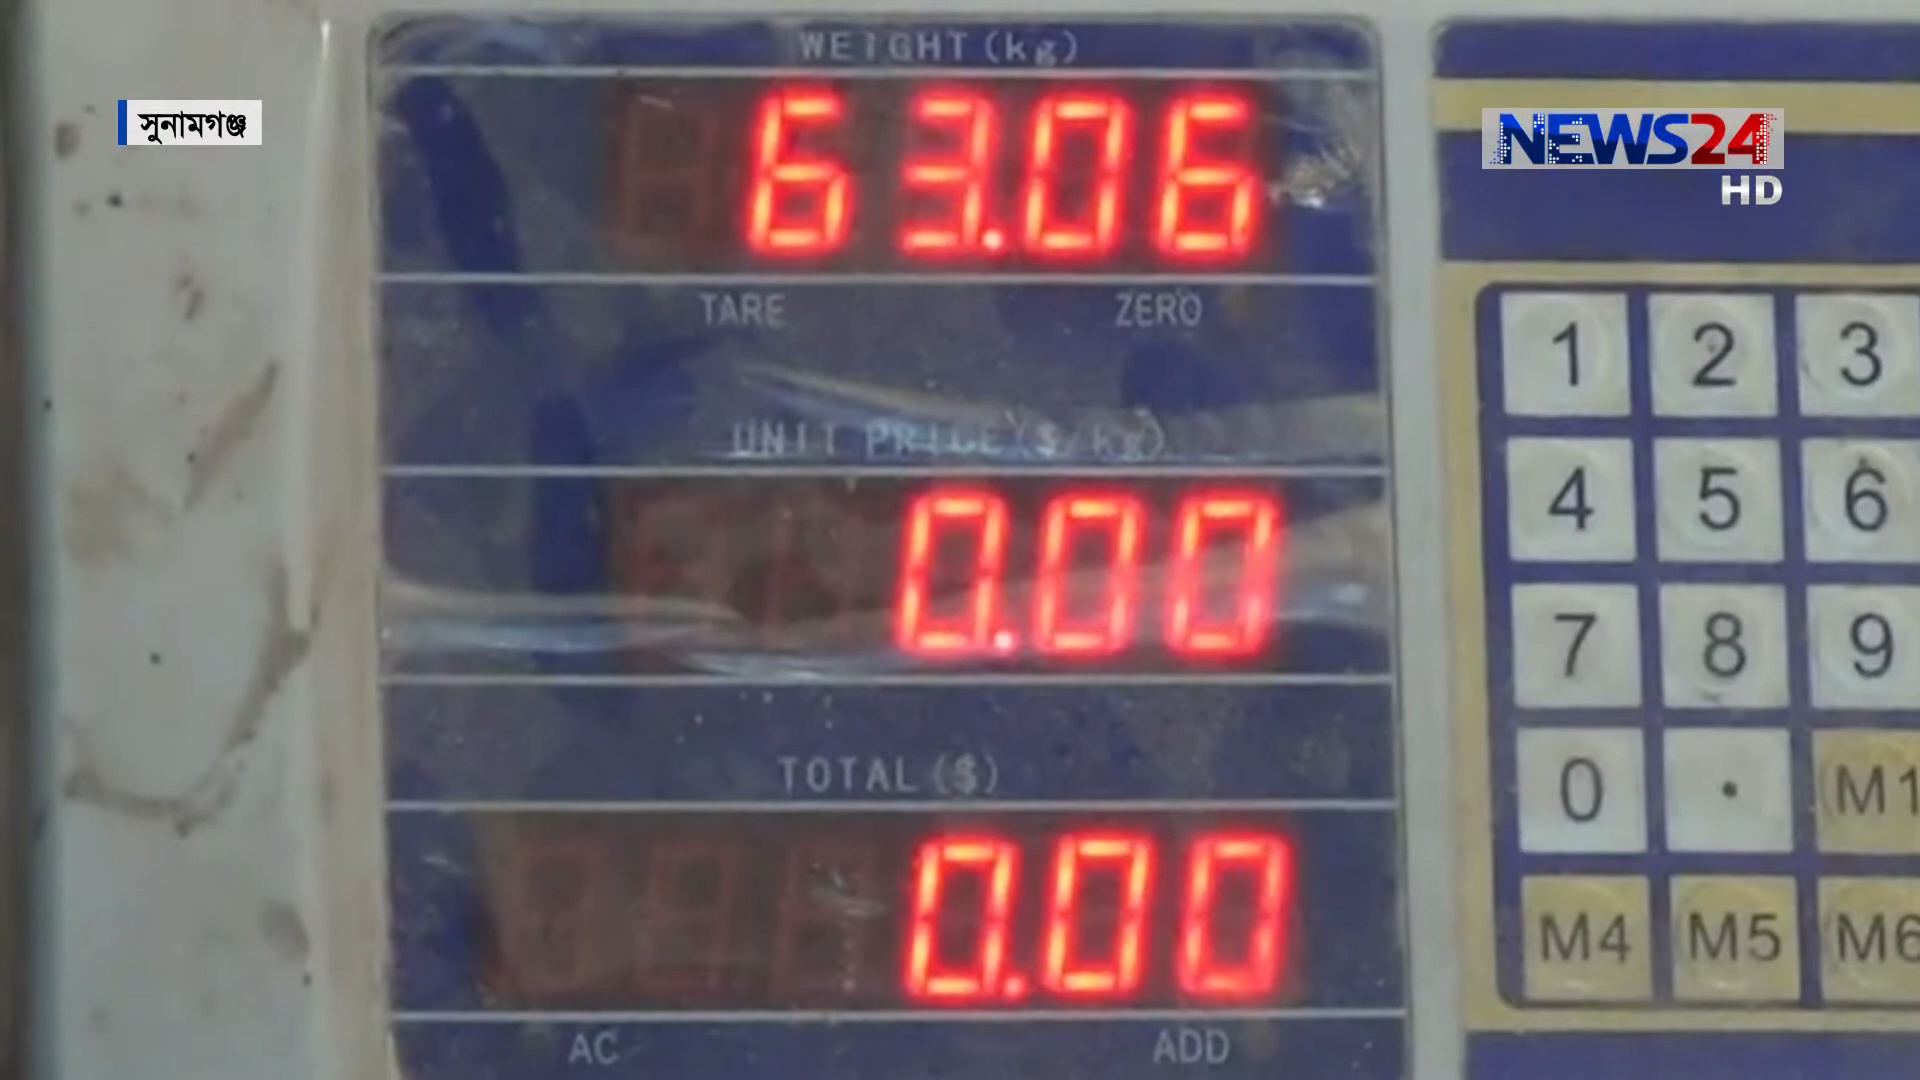 WEIGHT(kg)
সুনামগঞ্জ
NEWS24
HD
63.06
TARE ZERO
UNIT PRICE($/kg)
0.00
TOTAL($)
0.00
AC ADD
1 2 3
4 5 6
7 8 9
0 . M1
M4 M5 M6